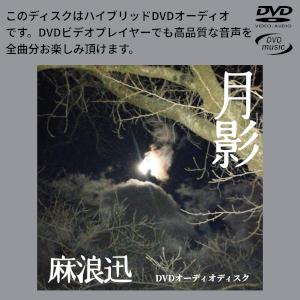 このディスクはハイブリッドDVDオーディオ
です。DVDビデオプレイヤーでも高品質な音声を
全曲分お楽しみ頂けます。
DVD
VIDEO/AUDIO
DVD
music
月影
麻浪迅
DVDオーディオディスク